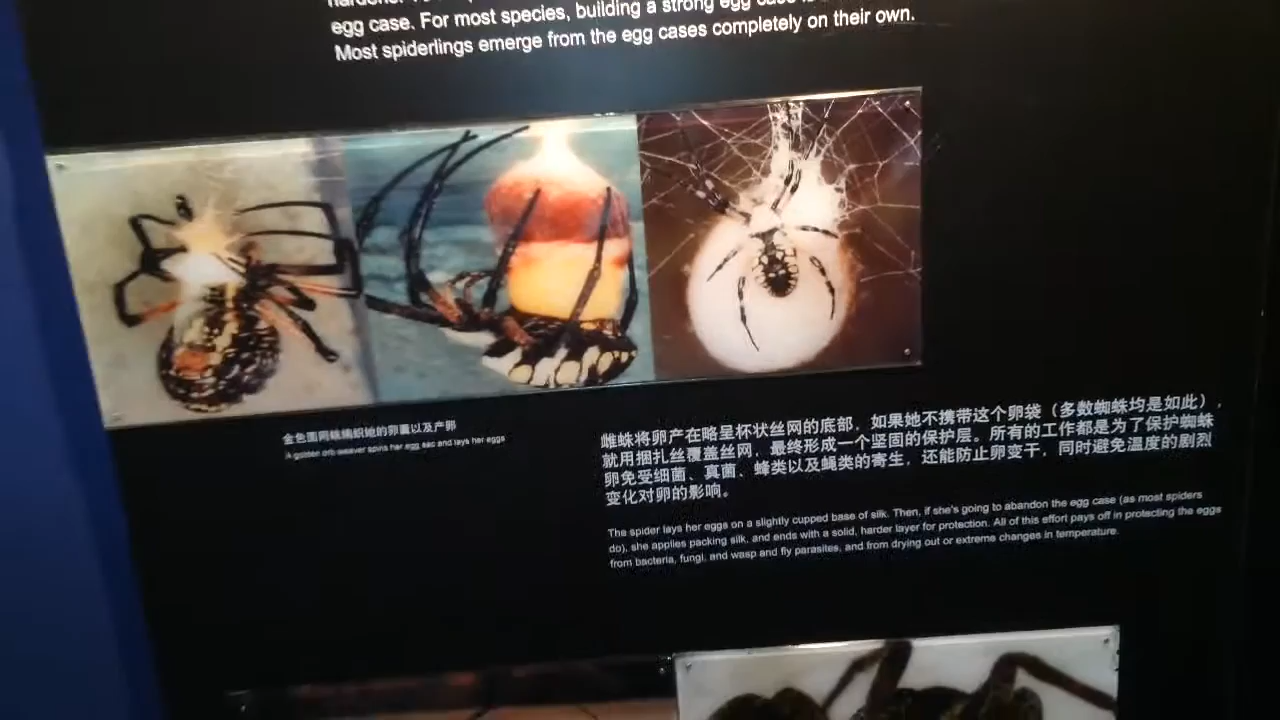 egg case. For most species, building a strong egg
Most spiderlings emerge from the egg cases completely on their own.
金色圆网蛛编织她的卵囊以及产卵
A golden orb-weaver spins her egg sac and lays her eggs
雌蛛将卵产在略呈杯状丝网的底部，如果她不携带这个卵袋（多数蜘蛛均是如此），
就用捆扎丝覆盖丝网，最终形成一个坚固的保护层。所有的工作都是为了保护蜘蛛
卵免受细菌、真菌、蜂类以及蝇类的寄生，还能防止卵变干，同时避免温度的剧烈
变化对卵的影响。
The spider lays her eggs on a slightly cupped base of silk. Then, if she's going to abandon the egg case (as most spiders
do), she applies packing silk, and ends with a solid, harder layer for protection. All of this effort pays off in protecting the eggs
from bacteria, fungi, and wasp and fly parasites, and from drying out or extreme changes in temperature.